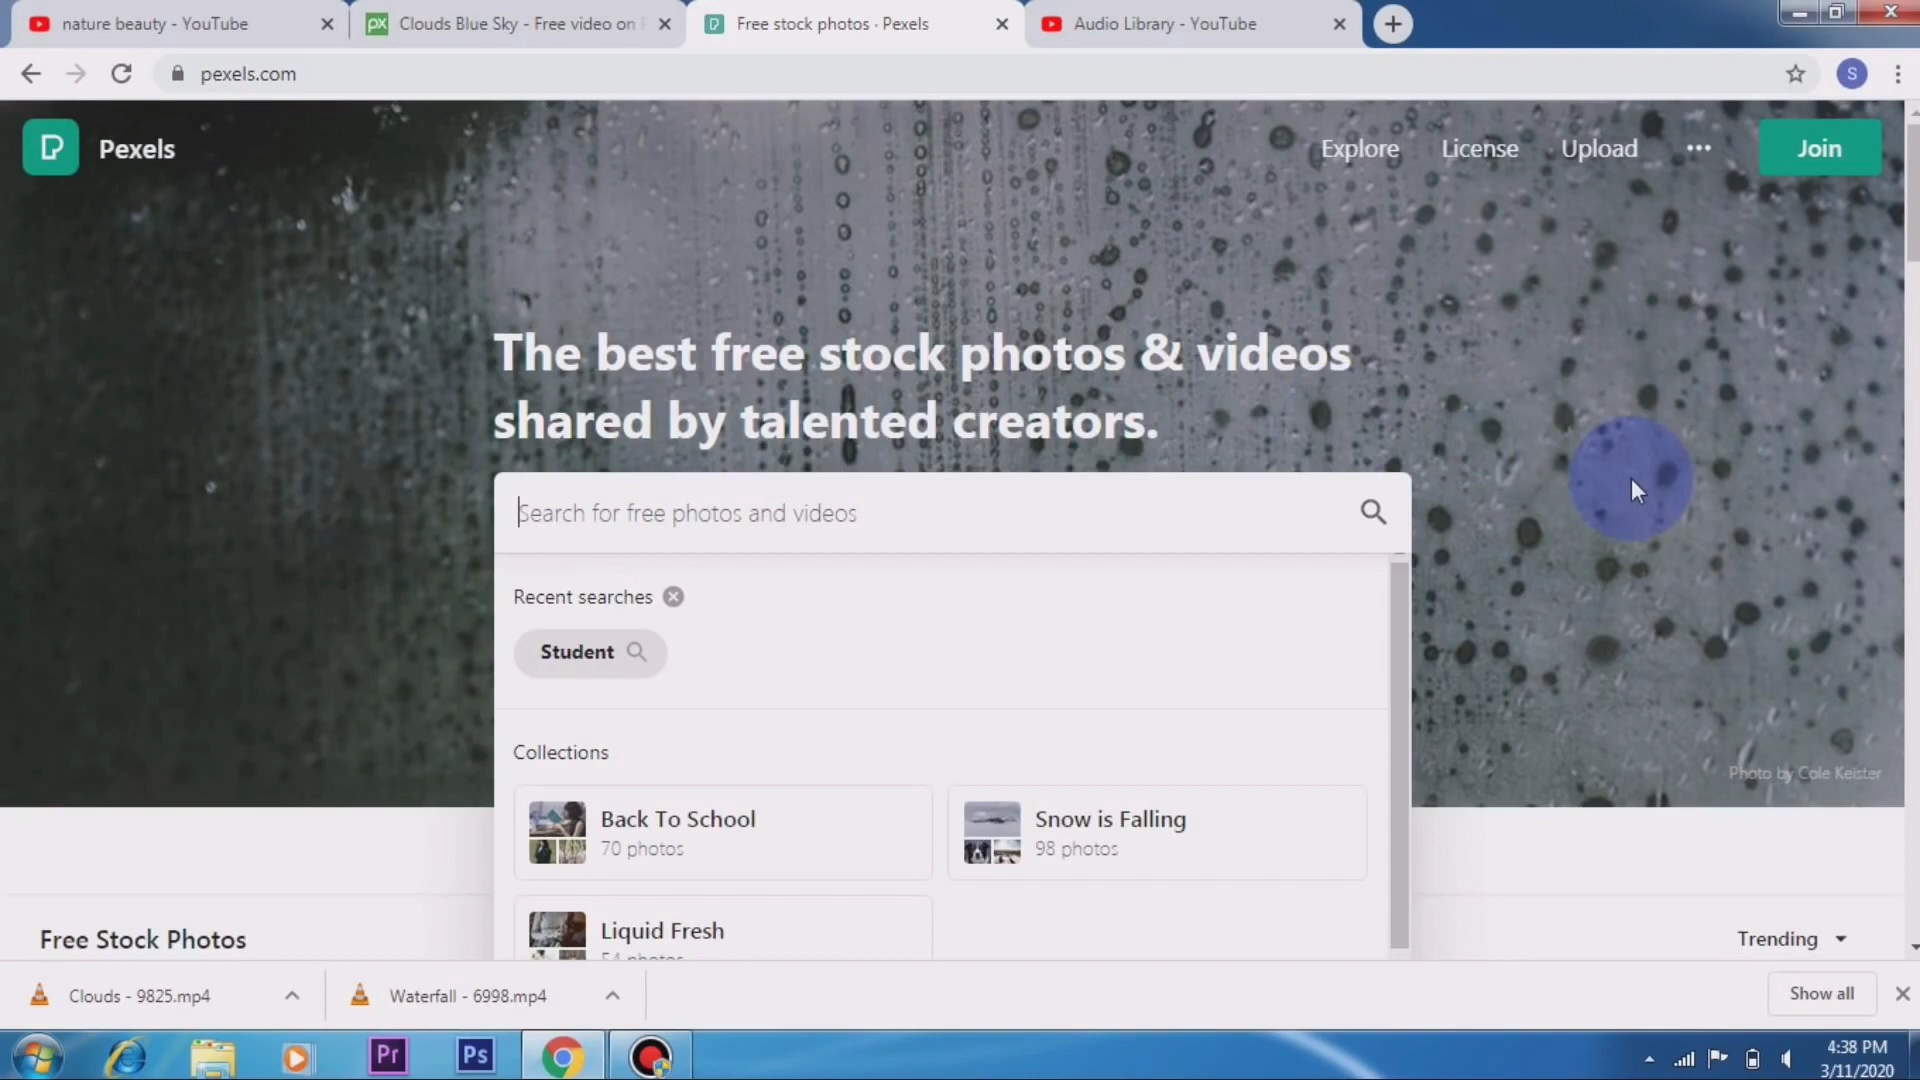 nature beauty - YouTube
Clouds Blue Sky - Free video on
Free stock photos · Pexels
Audio Library - YouTube
pexels.com
S
Pexels
Explore
License
Upload
Join
The best free stock photos & videos
shared by talented creators.
Search for free photos and videos
Recent searches
Student
Photo by Cole Keister
Collections
Back To School
70 photos
Snow is Falling
98 photos
Liquid Fresh
54 photos
Free Stock Photos
Trending
Clouds - 9825.mp4
Waterfall - 6998.mp4
Show all
Pr
Ps
4:38 PM
3/11/2020